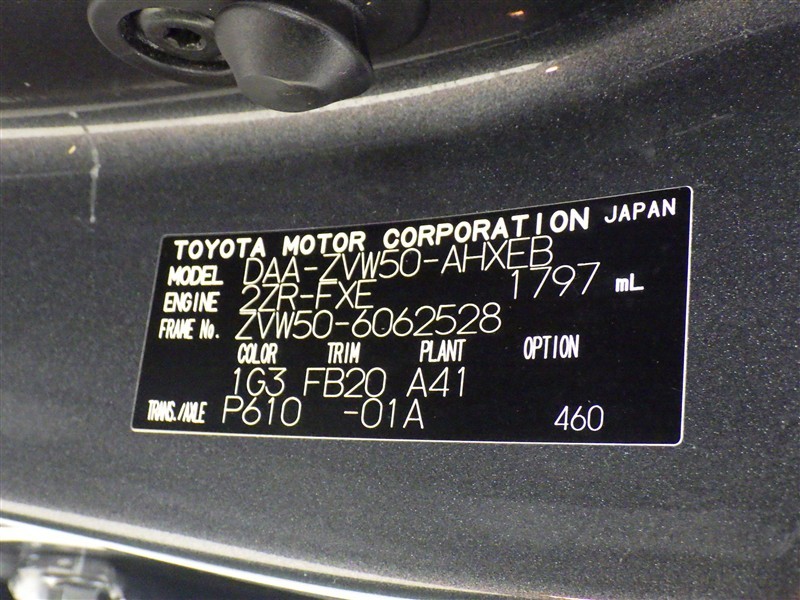 TOYOTA MOTOR CORPORATION JAPAN
MODEL DAA-ZVW50-AHXEB
ENGINE 2ZR-FXE 1797 mL
FRAME No. ZVW50-6062528
COLOR TRIM PLANT OPTION
1G3 FB20 A41
TRANS./AXLE P610 -01A 460